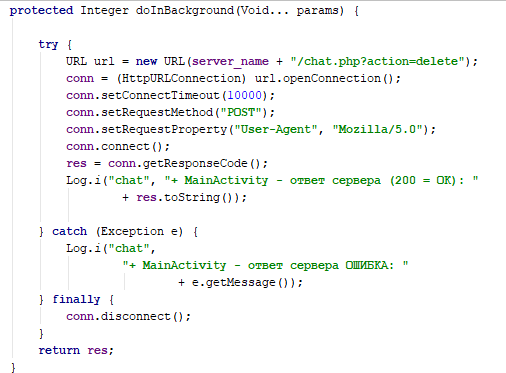 protected Integer doInBackground(Void... params) {
try {
URL url = new URL(server_name + "/chat.php?action=delete");
conn = (HttpURLConnection) url.openConnection();
conn.setConnectTimeout(10000);
conn.setRequestMethod("POST");
conn.setRequestProperty("User-Agent", "Mozilla/5.0");
conn.connect();
res = conn.getResponseCode();
Log.i("chat", "+ MainActivity - ответ сервера (200 = ОК): "
+ res.toString());
} catch (Exception e) {
Log.i("chat",
"+ MainActivity - ответ сервера ОШИБКА: "
+ e.getMessage());
} finally {
conn.disconnect();
}
return res;
}